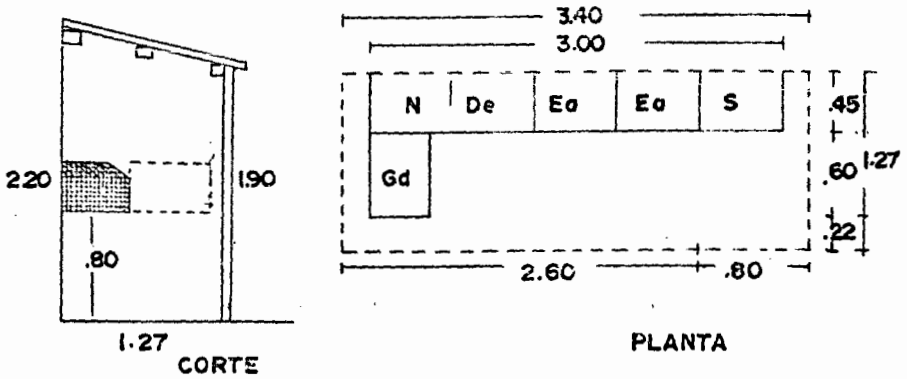 3.40
3.00
N De Ea Ea S
Gd
.45
.60
1.27
.22
2.60 .80
PLANTA
2.20
1.90
.80
1.27
CORTE